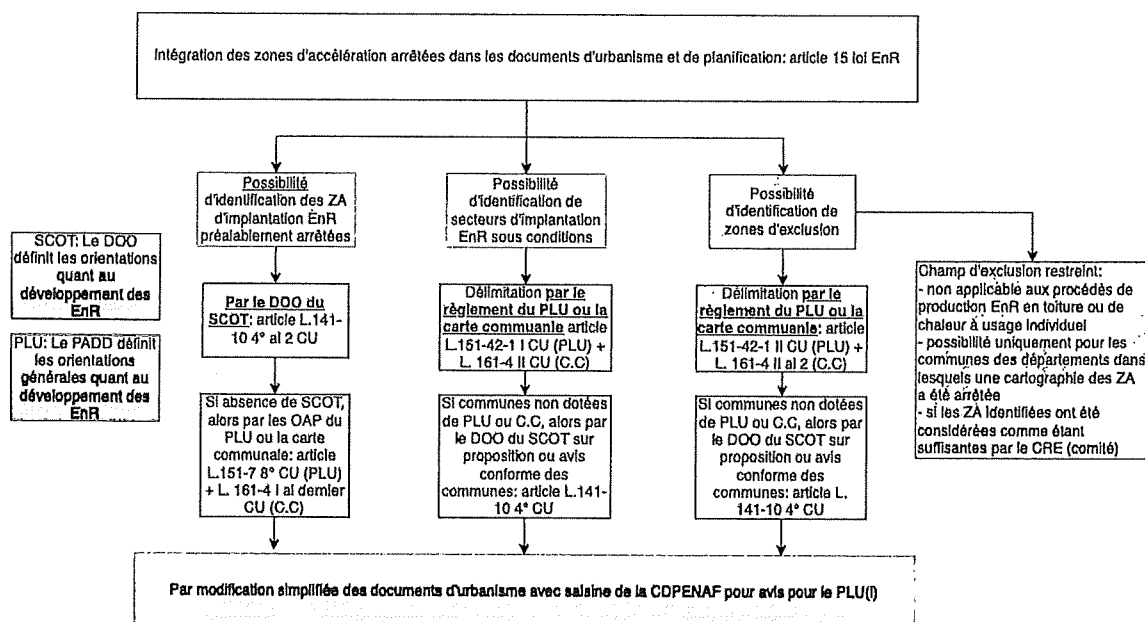 Intégration des zones d'accélération arrêtées dans les documents d'urbanisme et de planification: article 15 loi EnR
Possibilité
d'identification des ZA
d'implantation EnR
préalablement arrêtées
Possibilité
d'identification de
secteurs d'implantation
EnR sous conditions
Possibilité
d'identification de
zones d'exclusion
SCOT: Le DOO
définit les orientations
quant au
développement des
EnR
PLU: Le PADD définit
les orientations
générales quant au
développement des
EnR
Par le DOO du
SCOT: article L.141-
10 4° al 2 CU
Délimitation par le
règlement du PLU ou la
carte communale article
L.151-42-1 I CU (PLU) +
L. 161-4 II CU (C.C)
Délimitation par le
règlement du PLU ou la
carte communale: article
L.151-42-1 II CU (PLU) +
L. 161-4 II al 2 (C.C)
Champ d'exclusion restreint:
- non applicable aux procédés de
production EnR en toiture ou de
chaleur à usage individuel
- possibilité uniquement pour les
communes des départements dans
lesquels une cartographie des ZA
a été arrêtée
- si les ZA identifiées ont été
considérées comme étant
suffisantes par le CRE (comité)
Si absence de SCOT,
alors par les OAP du
PLU ou la carte
communale: article
L.151-7 8° CU (PLU)
+ L. 161-4 I al dernier
CU (C.C)
Si communes non dotées
de PLU ou C.C, alors par
le DOO du SCOT sur
proposition ou avis
conforme des
communes: article L.141-
10 4° CU
Si communes non dotées
de PLU ou C.C, alors par
le DOO du SCOT sur
proposition ou avis
conforme des
communes: article L.
141-10 4° CU
Par modification simplifiée des documents d'urbanisme avec saisine de la CDPENAF pour avis pour le PLU(i)